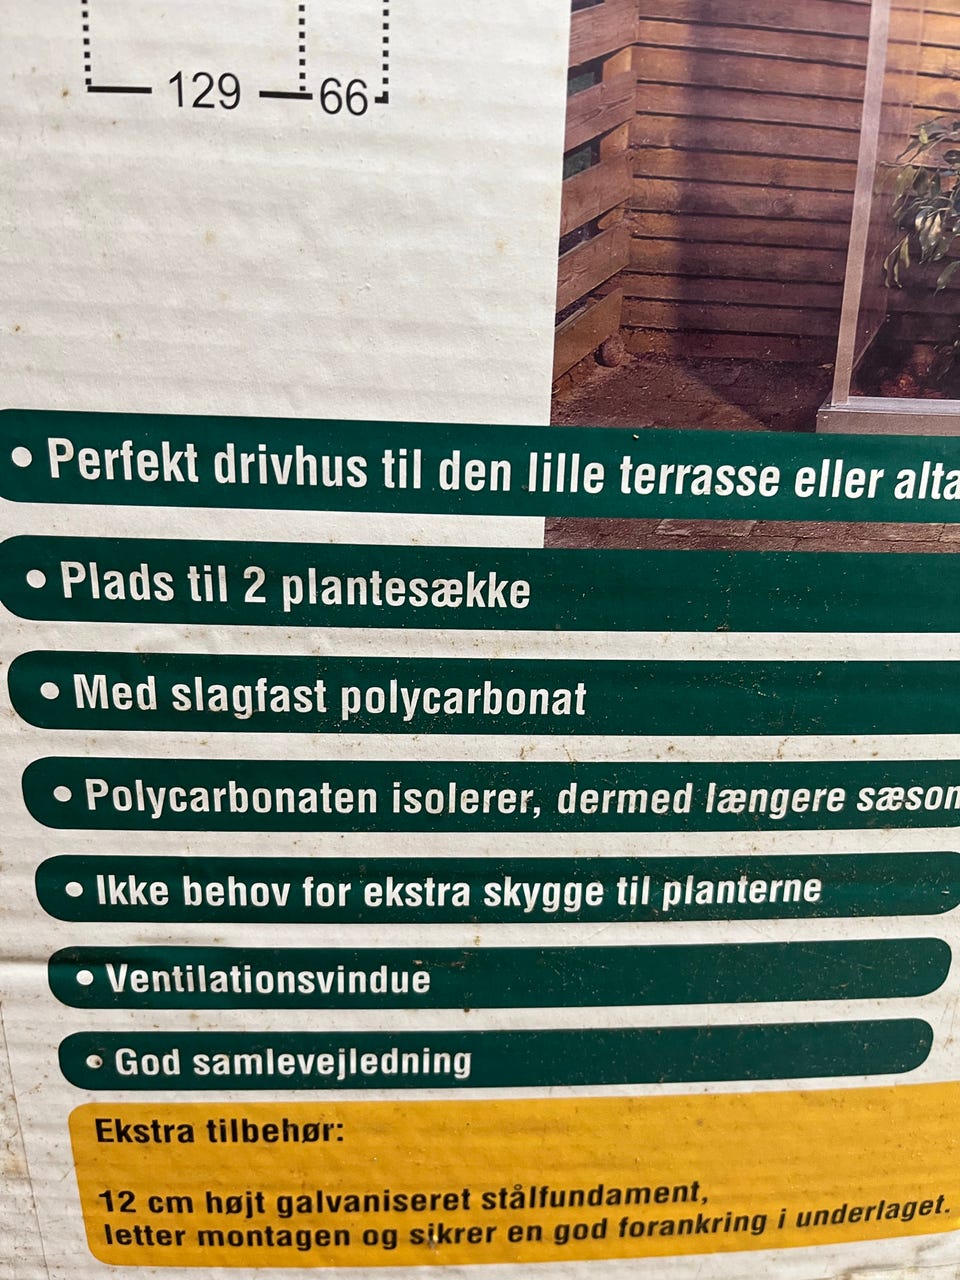 129 66
• Perfekt drivhus til den lille terrasse eller alta
• Plads til 2 plantesække
• Med slagfast polycarbonat
• Polycarbonaten isolerer, dermed længere sæson
• Ikke behov for ekstra skygge til planterne
• Ventilationsvindue
• God samlevejledning
Ekstra tilbehør:
12 cm højt galvaniseret stålfundament,
letter montagen og sikrer en god forankring i underlaget.